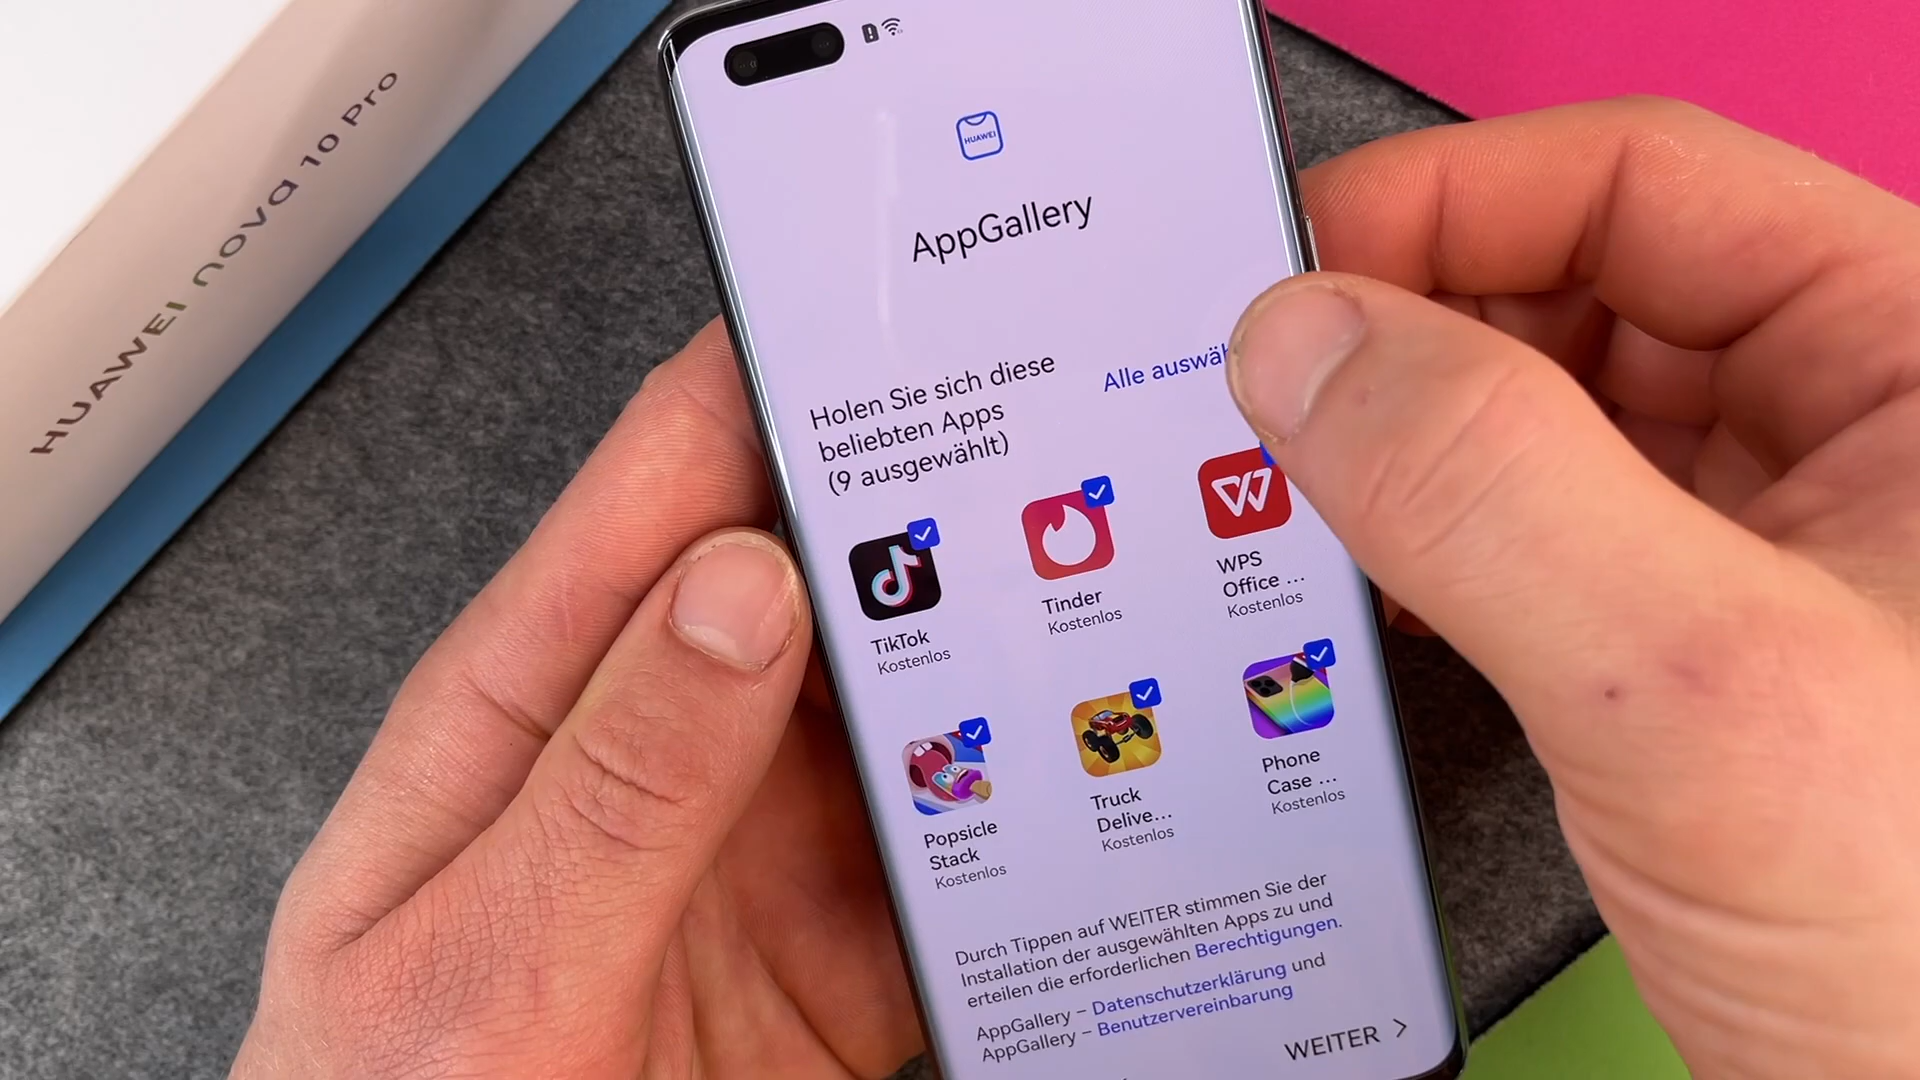 HUAWEI nova 10 Pro
HUAWEI
AppGallery
Holen Sie sich diese
beliebten Apps
(9 ausgewählt)
Alle auswäh
TikTok
Kostenlos
Tinder
Kostenlos
WPS
Office ...
Kostenlos
Popsicle
Stack
Kostenlos
Truck
Delive...
Kostenlos
Phone
Case ...
Kostenlos
Durch Tippen auf WEITER stimmen Sie der
Installation der ausgewählten Apps zu und
erteilen die erforderlichen Berechtigungen.
AppGallery – Datenschutzerklärung und
AppGallery – Benutzervereinbarung
WEITER >